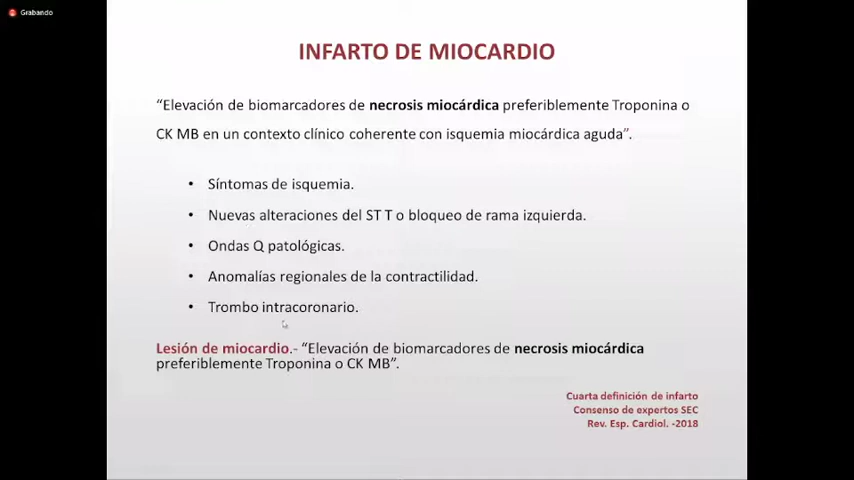 Grabando
INFARTO DE MIOCARDIO
“Elevación de biomarcadores de necrosis miocárdica preferiblemente Troponina o
CK MB en un contexto clínico coherente con isquemia miocárdica aguda”.
• Síntomas de isquemia.
• Nuevas alteraciones del ST T o bloqueo de rama izquierda.
• Ondas Q patológicas.
• Anomalías regionales de la contractilidad.
• Trombo intracoronario.
Lesión de miocardio.- “Elevación de biomarcadores de necrosis miocárdica
preferiblemente Troponina o CK MB”.
Cuarta definición de infarto
Consenso de expertos SEC
Rev. Esp. Cardiol. -2018